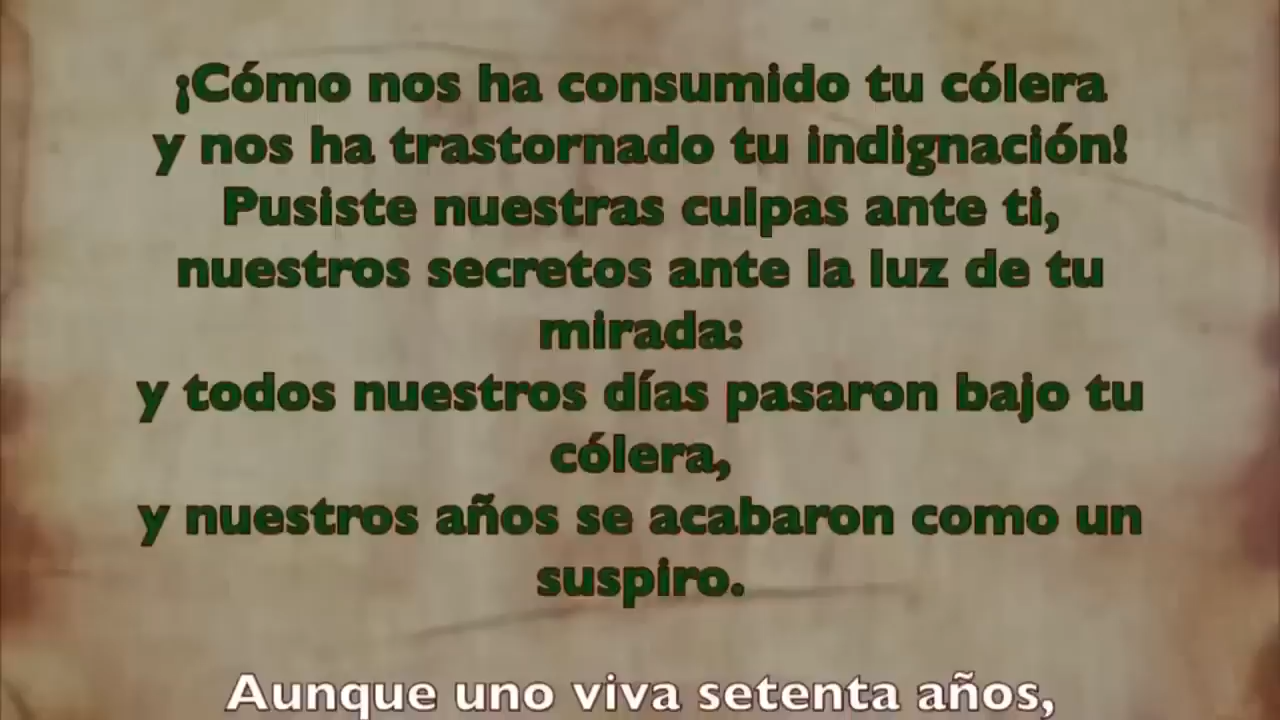 ¡Cómo nos ha consumido tu cólera
y nos ha trastornado tu indignación!
Pusiste nuestras culpas ante ti,
nuestros secretos ante la luz de tu
mirada:
y todos nuestros días pasaron bajo tu
cólera,
y nuestros años se acabaron como un
suspiro.
Aunque uno viva setenta años,